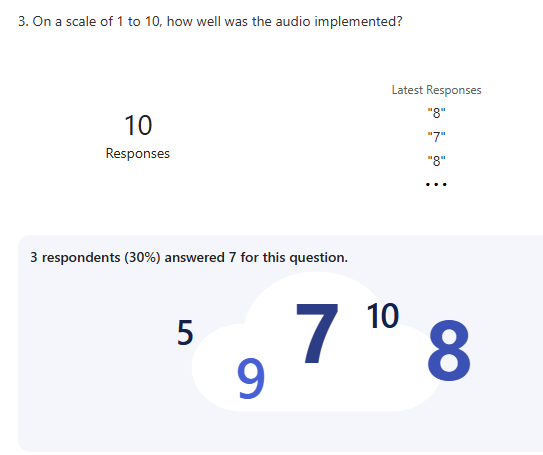 3. On a scale of 1 to 10, how well was the audio implemented?
10
Responses
Latest Responses
"8"
"7"
"8"
...
3 respondents (30%) answered 7 for this question.
5
9
7
10
8